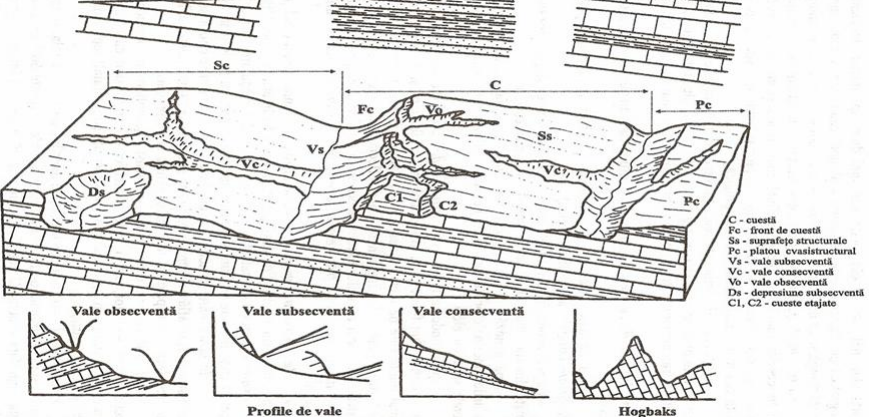 Sc
C
Pc
Fc
Vo
Ss
Vs
Vc
Vc
Ds
C1
C2
Pc
C - cuestă
Fc - front de cuestă
Ss - suprafețe structurale
Pc - platou cvasistructural
Vs - vale subsecventă
Vc - vale consecventă
Vo - vale obsecventă
Ds - depresiune subsecventă
C1, C2 - cueste etajate
Vale obsecventă
Vale subsecventă
Vale consecventă
Profile de vale
Hogbaks